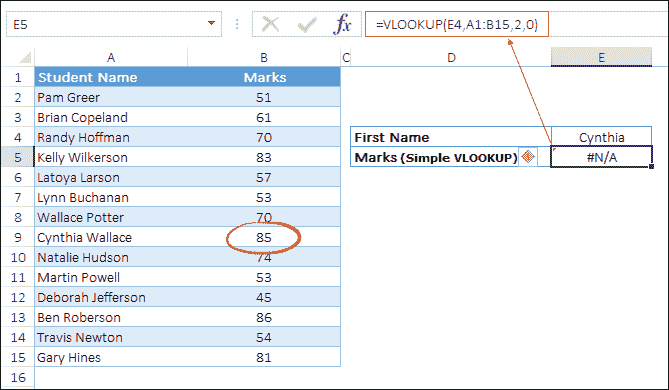 E5 fx =VLOOKUP(E4,A1:B15,2,0)
A B C D E
1 Student Name Marks
2 Pam Greer 51
3 Brian Copeland 61
4 Randy Hoffman 70 First Name Cynthia
5 Kelly Wilkerson 83 Marks (Simple VLOOKUP) #N/A
6 Latoya Larson 57
7 Lynn Buchanan 53
8 Wallace Potter 70
9 Cynthia Wallace 85
10 Natalie Hudson 74
11 Martin Powell 53
12 Deborah Jefferson 45
13 Ben Roberson 86
14 Travis Newton 54
15 Gary Hines 81
16